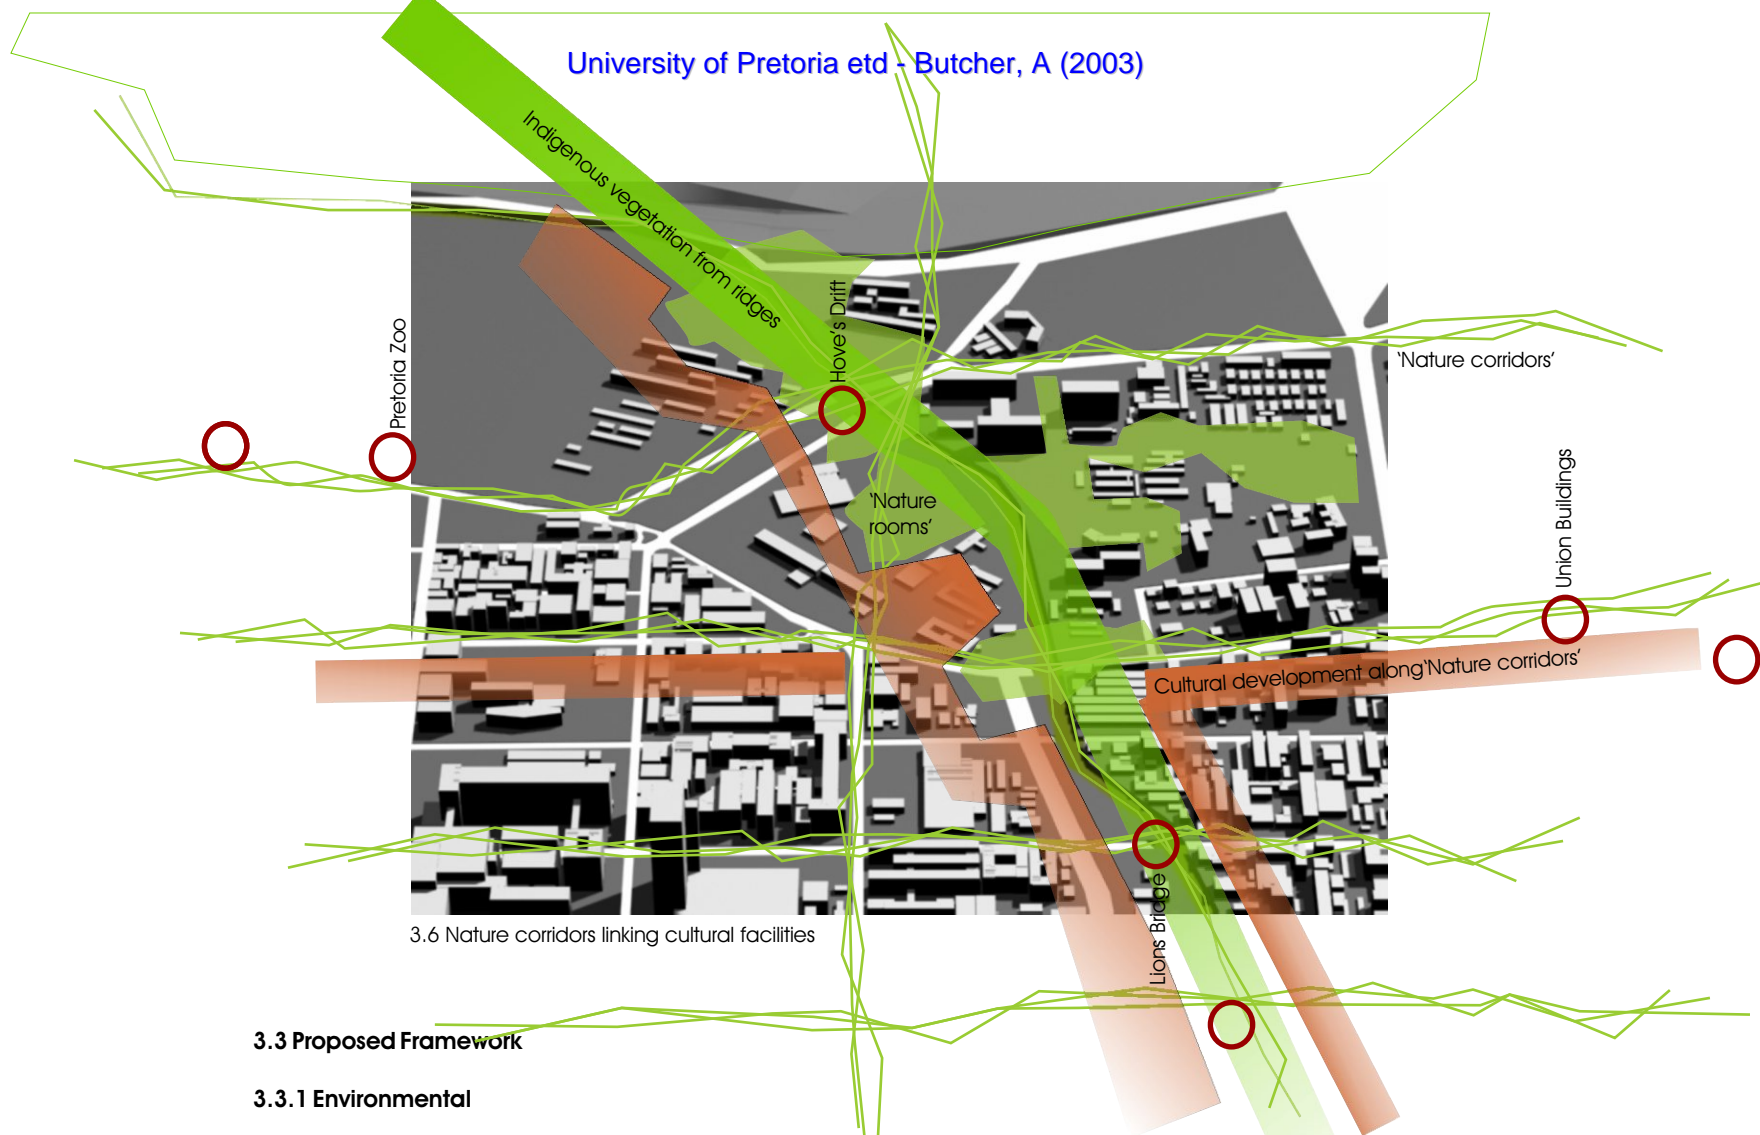 University of Pretoria etd - Butcher, A (2003)
Indigenous vegetation from ridges
Hove's Drift
Pretoria Zoo
'Nature corridors'
'Nature
rooms'
Union Buildings
Cultural development along 'Nature corridors'
Lions Bridge
3.6 Nature corridors linking cultural facilities
3.3 Proposed Framework
3.3.1 Environmental